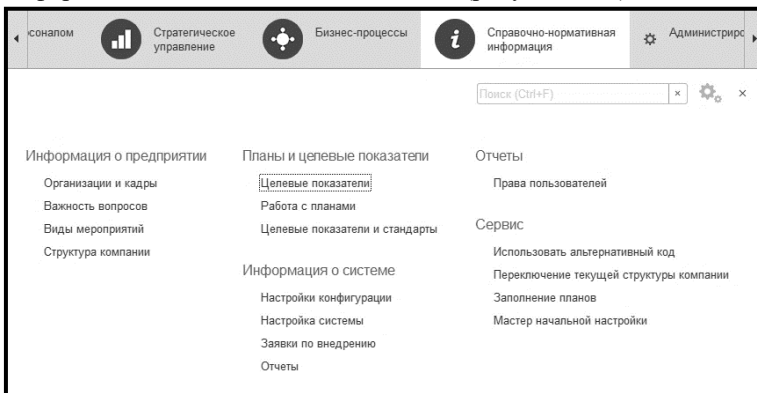 соналом
Стратегическое
управление
Бизнес-процессы
Справочно-нормативная
информация
Администриро
Поиск (Ctrl+F)
Информация о предприятии
Организации и кадры
Важность вопросов
Виды мероприятий
Структура компании
Планы и целевые показатели
Целевые показатели
Работа с планами
Целевые показатели и стандарты
Информация о системе
Настройки конфигурации
Настройка системы
Заявки по внедрению
Отчеты
Отчеты
Права пользователей
Сервис
Использовать альтернативный код
Переключение текущей структуры компании
Заполнение планов
Мастер начальной настройки